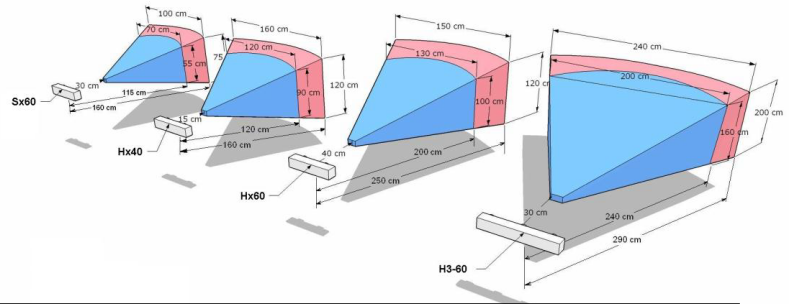 100 cm
70 cm
55 cm
75
30 cm
115 cm
160 cm
Sx60
160 cm
120 cm
90 cm
120 cm
15 cm
120 cm
160 cm
Hx40
150 cm
130 cm
100 cm
120 c
40 cm
200 cm
250 cm
Hx60
240 cm
200 cm
160 cm
200 cm
30 cm
240 cm
290 cm
H3-60